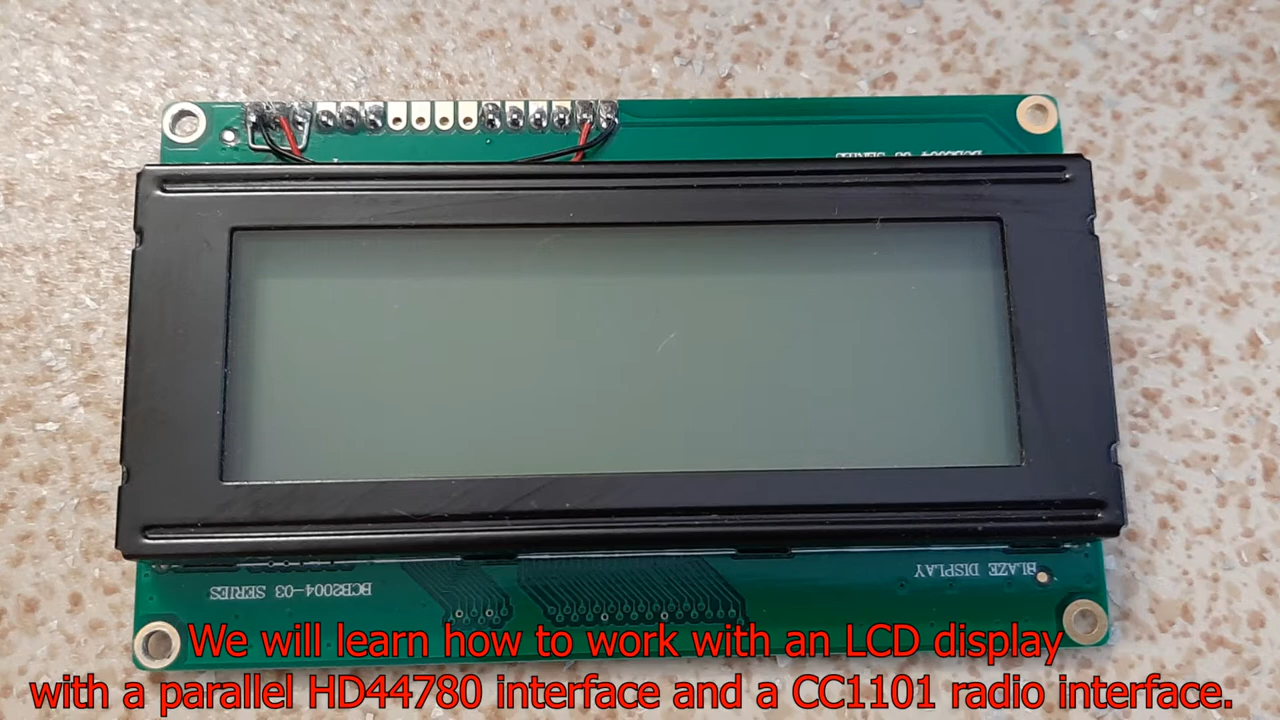 BCB2004-03 SERIES
BLAZE DISPLAY
We will learn how to work with an LCD display
with a parallel HD44780 interface and a CC1101 radio interface.